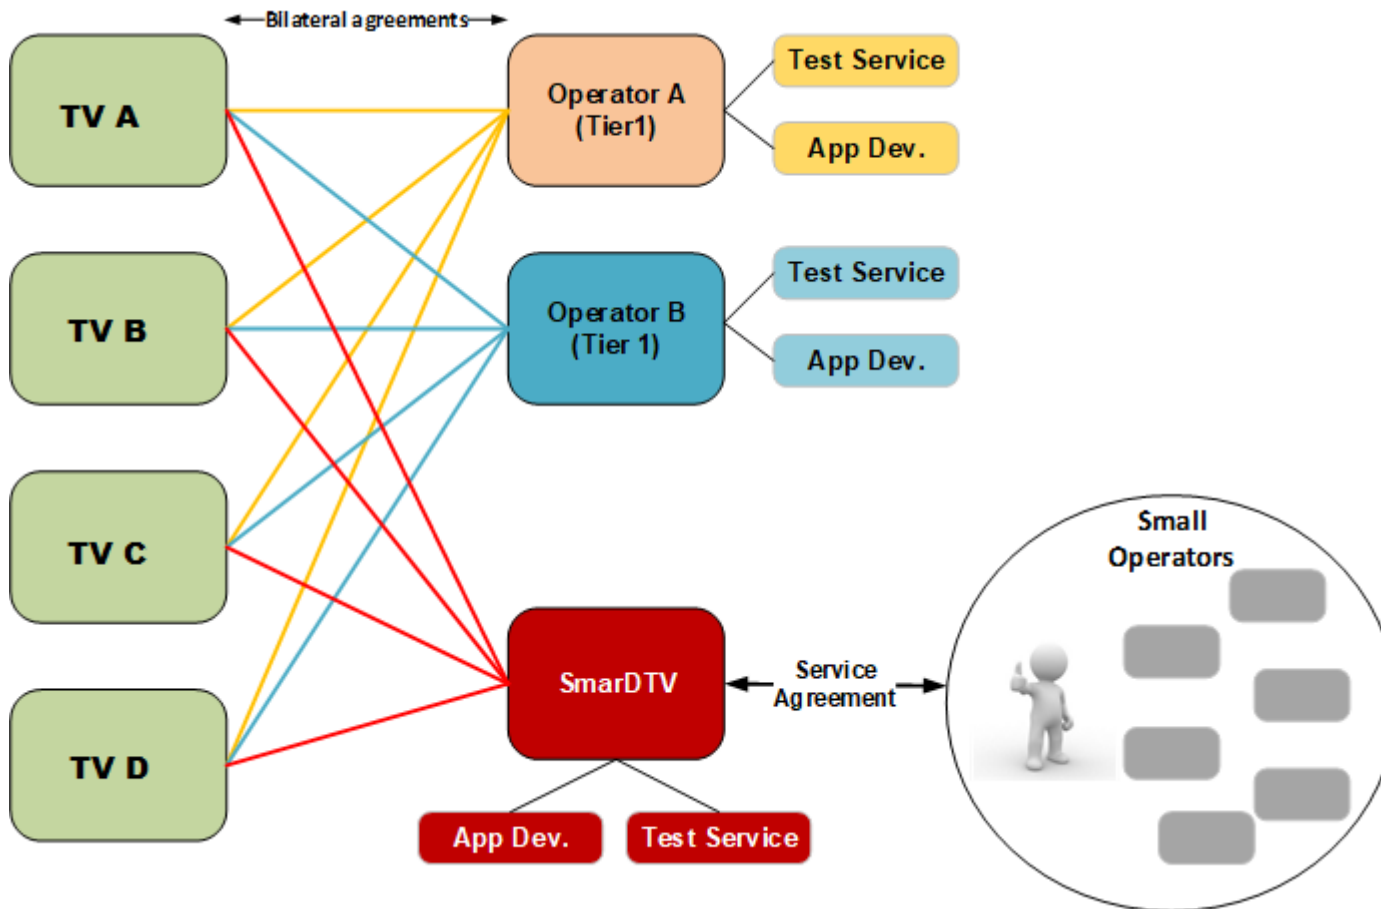 Bilateral agreements
TV A
Operator A
(Tier1)
Test Service
App Dev.
TV B
Operator B
(Tier 1)
Test Service
App Dev.
TV C
Small
Operators
TV D
SmarDTV
Service
Agreement
App Dev.
Test Service